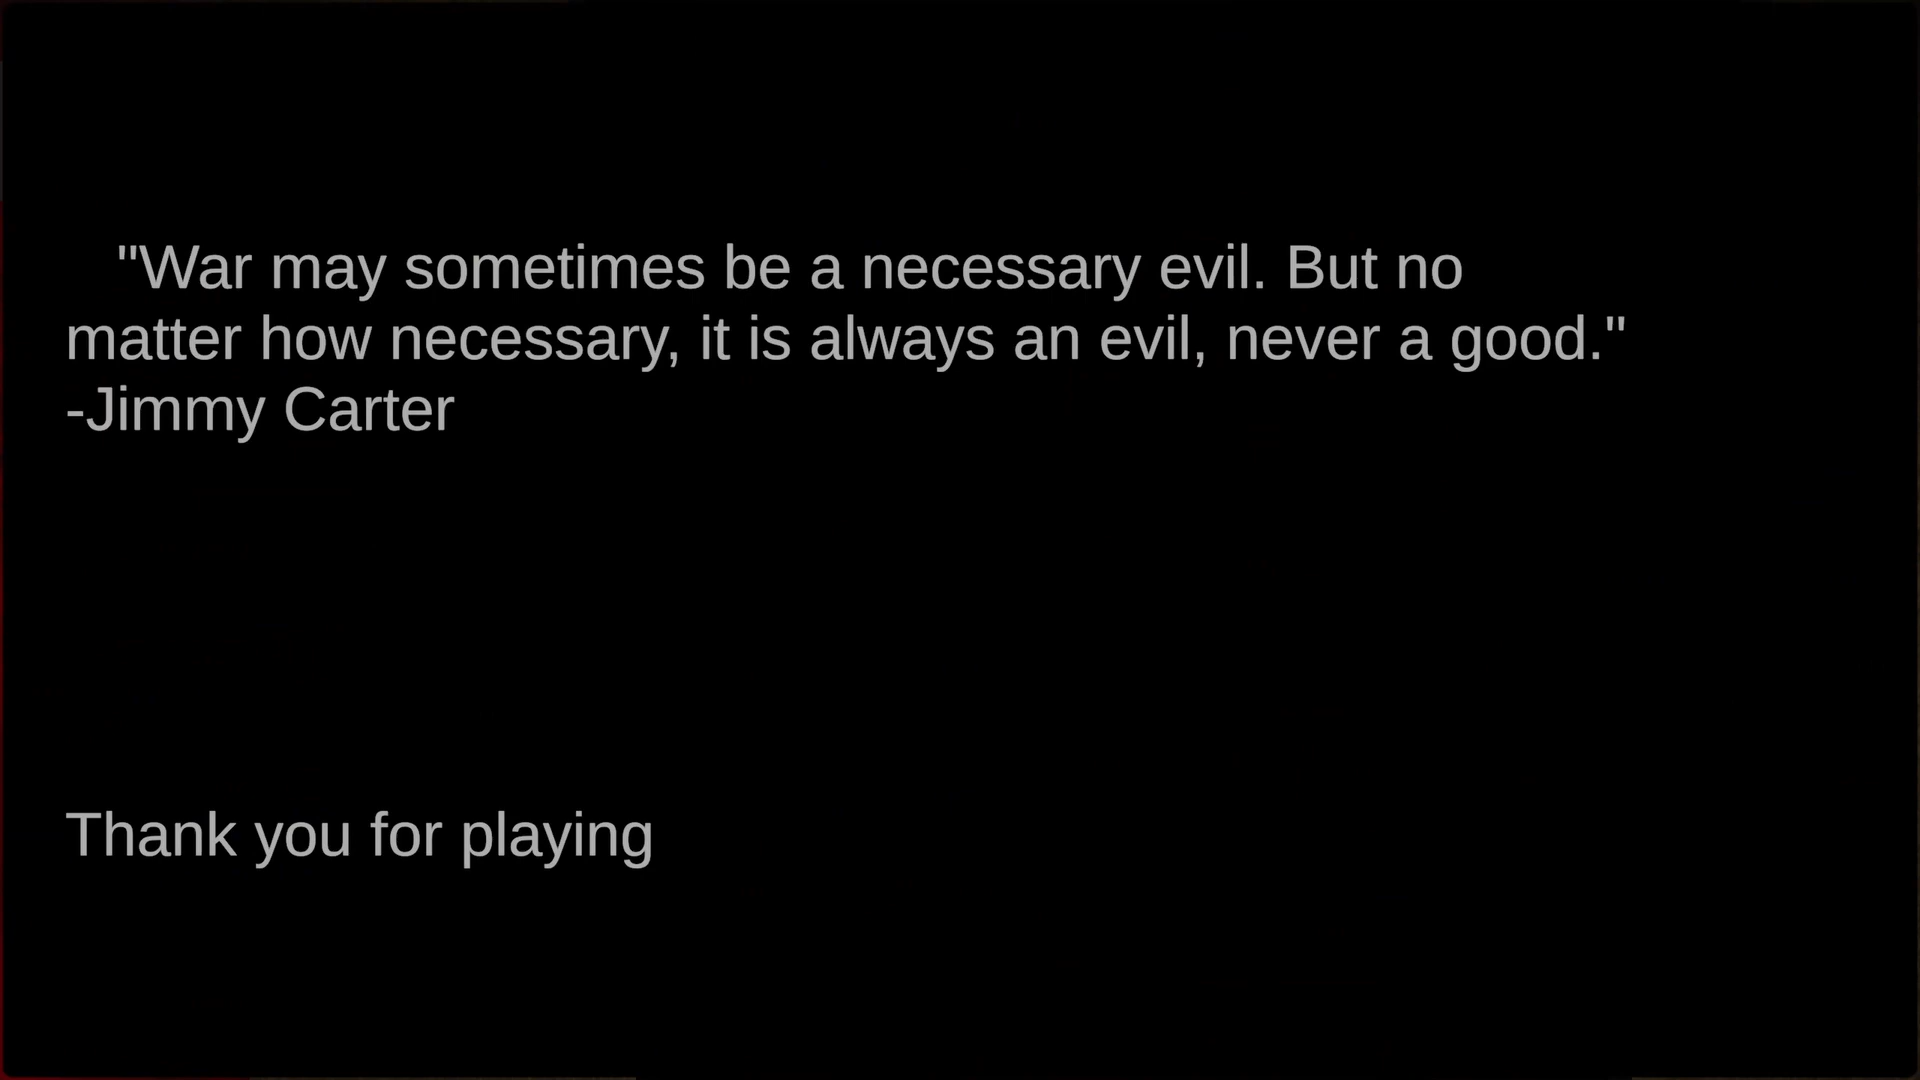 "War may sometimes be a necessary evil. But no
matter how necessary, it is always an evil, never a good."
-Jimmy Carter
Thank you for playing